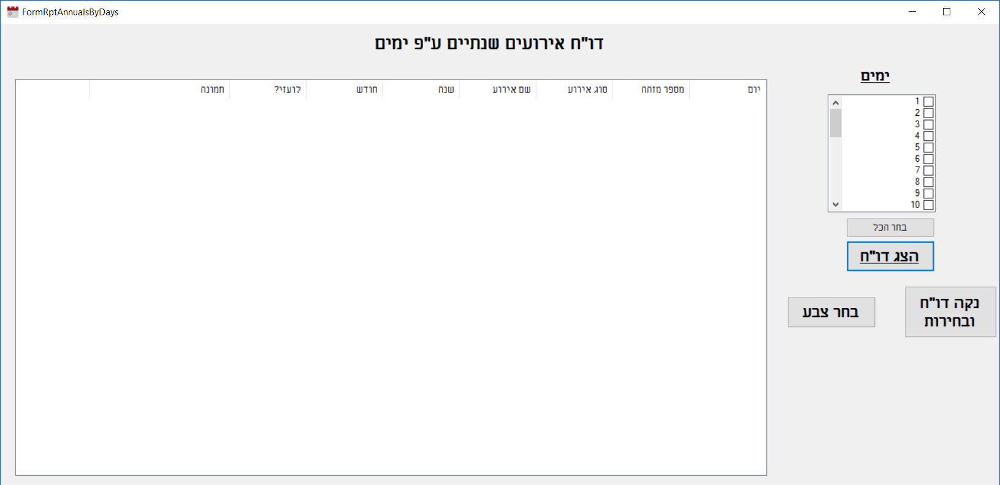 FormRptAnnualsByDays
דו"ח אירועים שנתיים ע"פ ימים
ימים
יום מספר מזהה סוג אירוע שם אירוע שנה חודש לועזי? תמונה
1
2
3
4
5
6
7
8
9
10
בחר הכל
הצג דו"ח
נקה דו"ח
ובחירות
בחר צבע